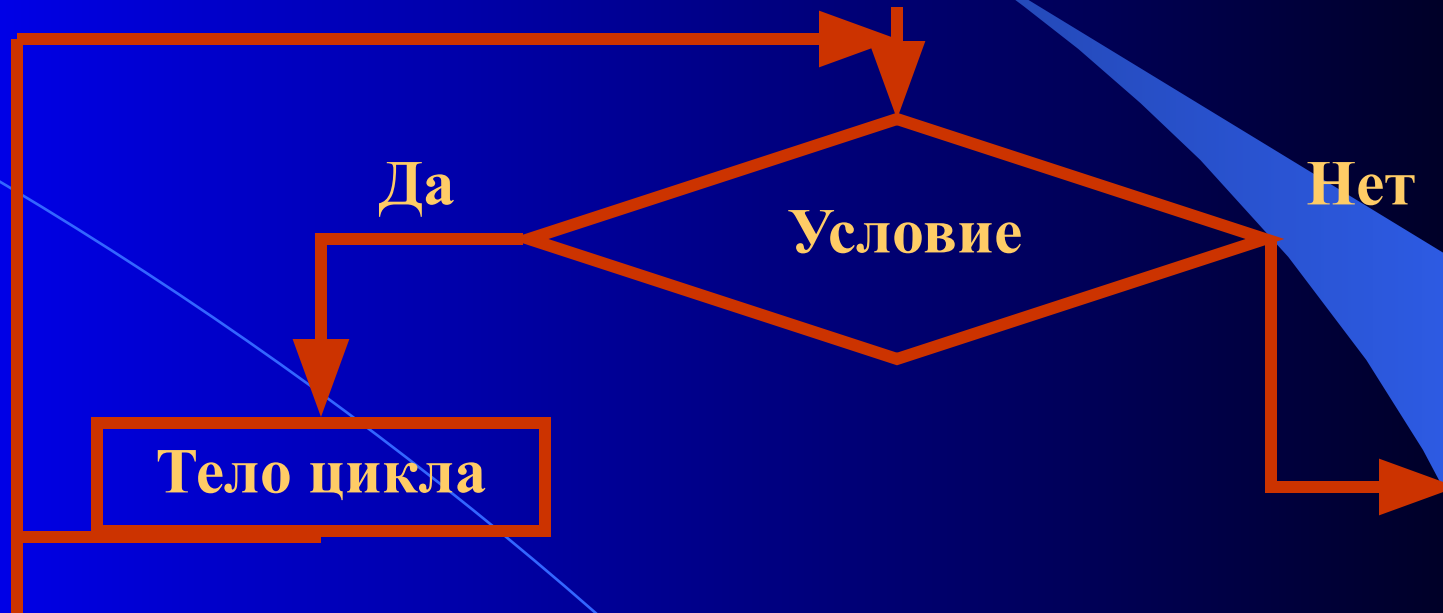 Да
Нет
Условие
Тело цикла